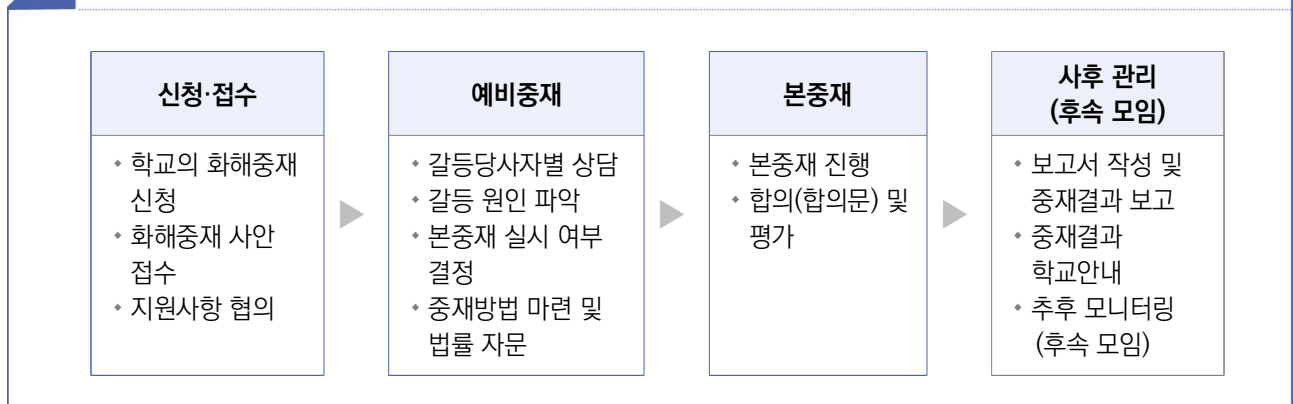 신청·접수
• 학교의 화해중재
신청
• 화해중재 사안
접수
• 지원사항 협의
예비중재
• 갈등당사자별 상담
• 갈등 원인 파악
• 본중재 실시 여부
결정
• 중재방법 마련 및
법률 자문
본중재
• 본중재 진행
• 합의(합의문) 및
평가
사후 관리
(후속 모임)
• 보고서 작성 및
중재결과 보고
• 중재결과
학교안내
• 추후 모니터링
(후속 모임)